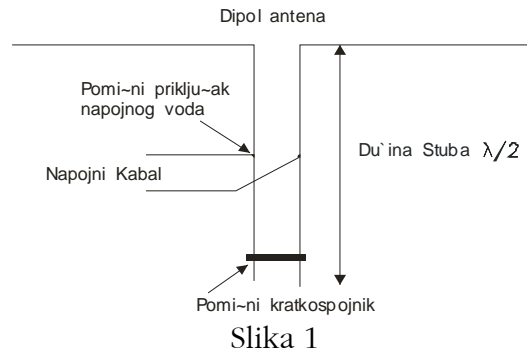 Dipol antena
Pomi~ni priklju~ak
napojnog voda
Napojni Kabal
Du`ina Stuba λ/2
Pomi~ni kratkospojnik
Slika 1